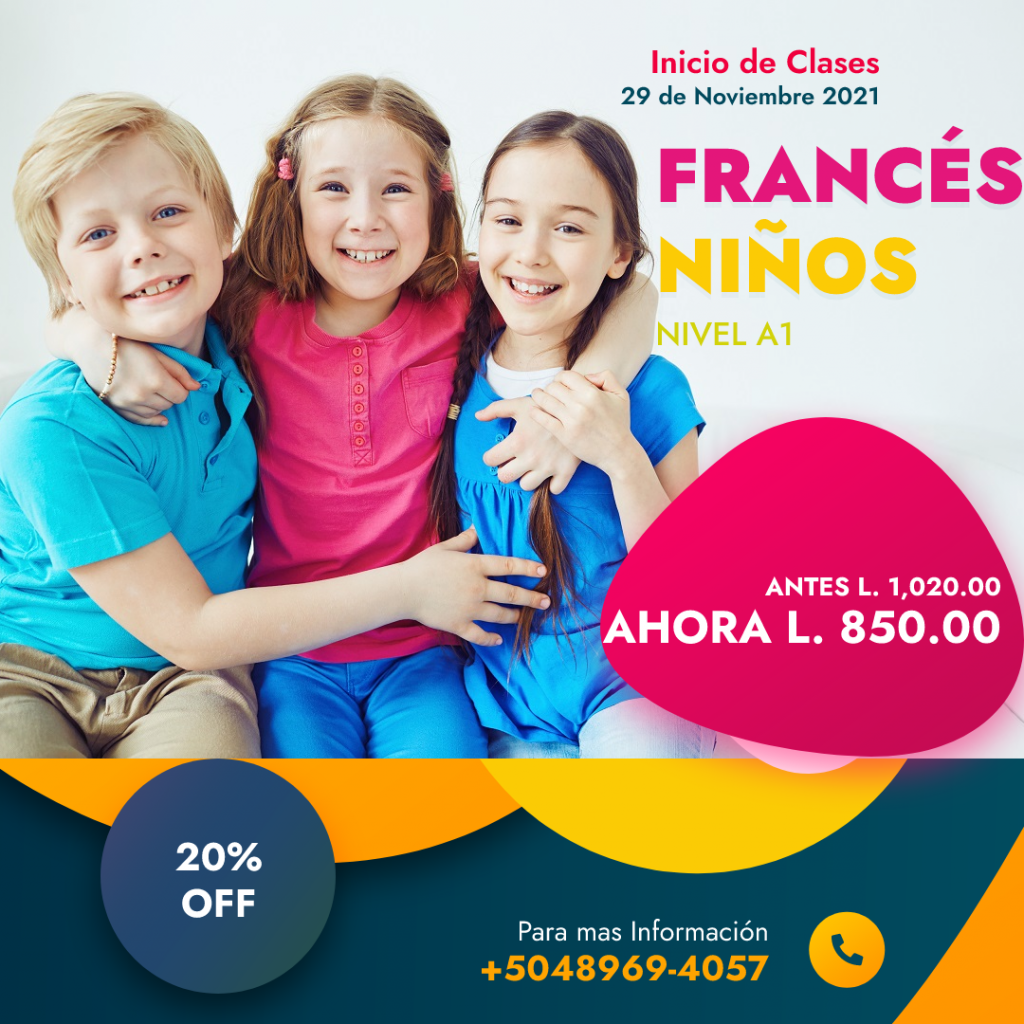 Inicio de Clases
29 de Noviembre 2021
FRANCÉS
NIÑOS
NIVEL A1
ANTES L. 1,020.00
AHORA L. 850.00
20%
OFF
Para mas Información
+5048969-4057